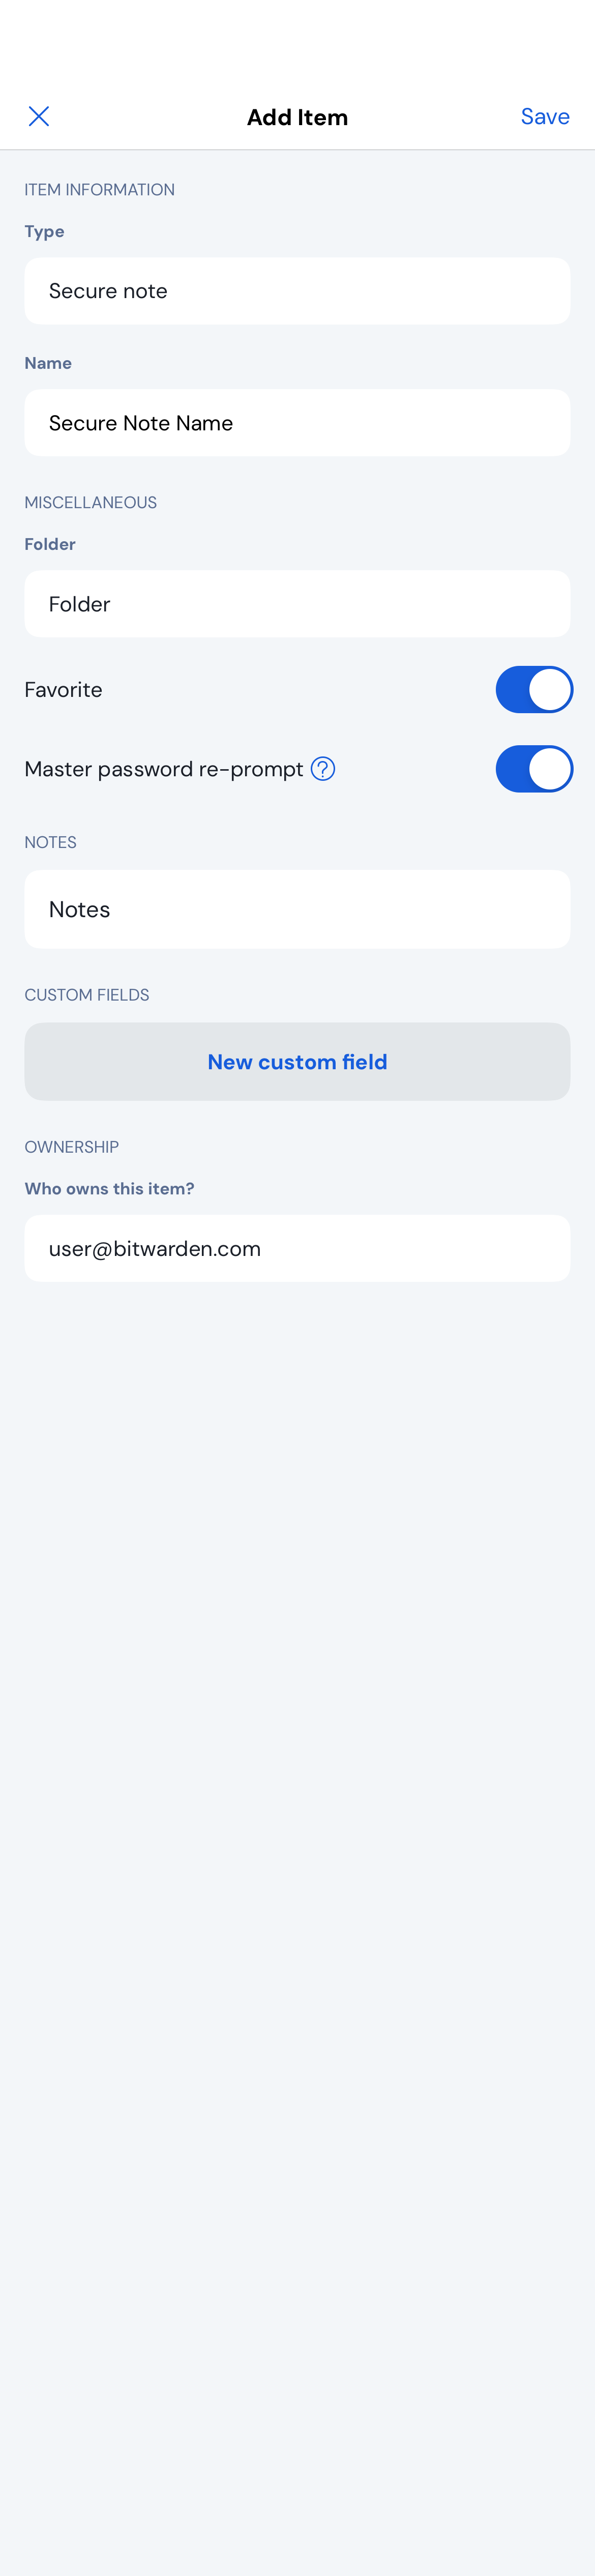 Add Item
Save
ITEM INFORMATION
Type
Secure note
Name
Secure Note Name
MISCELLANEOUS
Folder
Folder
Favorite
Master password re-prompt ?
NOTES
Notes
CUSTOM FIELDS
New custom field
OWNERSHIP
Who owns this item?
user@bitwarden.com